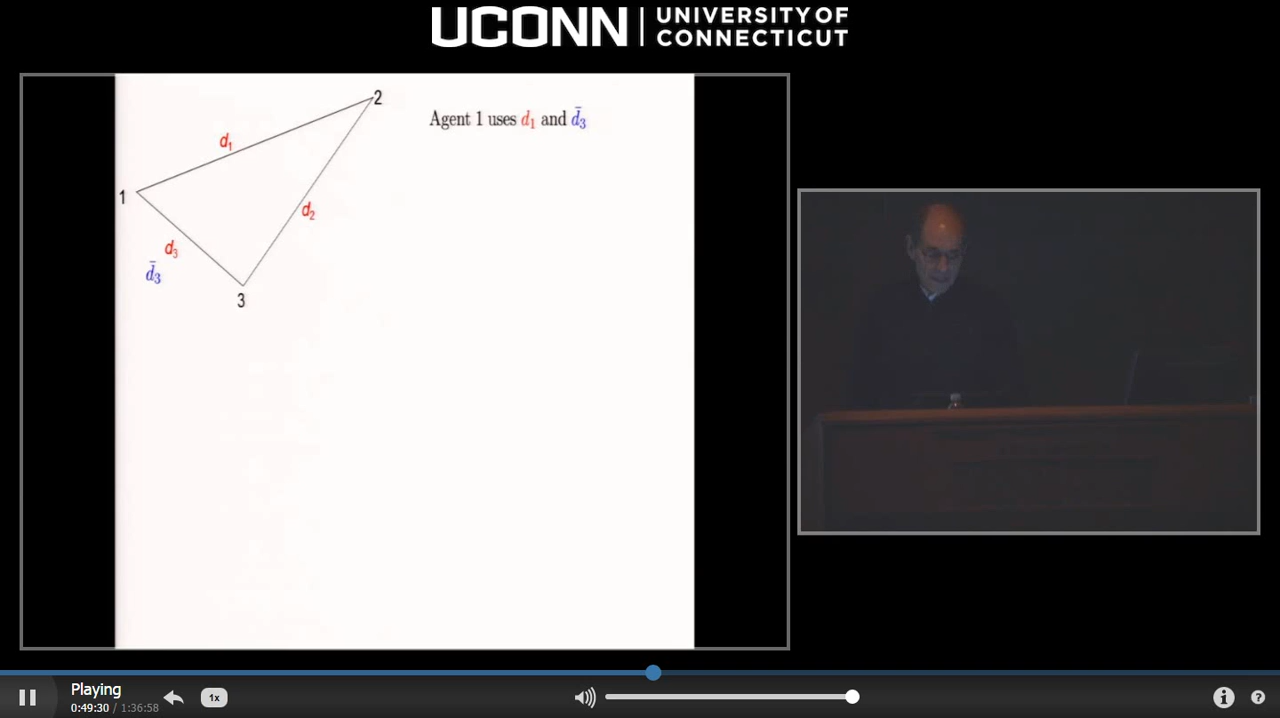 UCONN | UNIVERSITY OF
CONNECTICUT
2
Agent 1 uses d₁ and d̄₃
d₁
1
d₂
d₃
d̄₃
3
Playing
0:49:30 / 1:36:58
1x
i
?